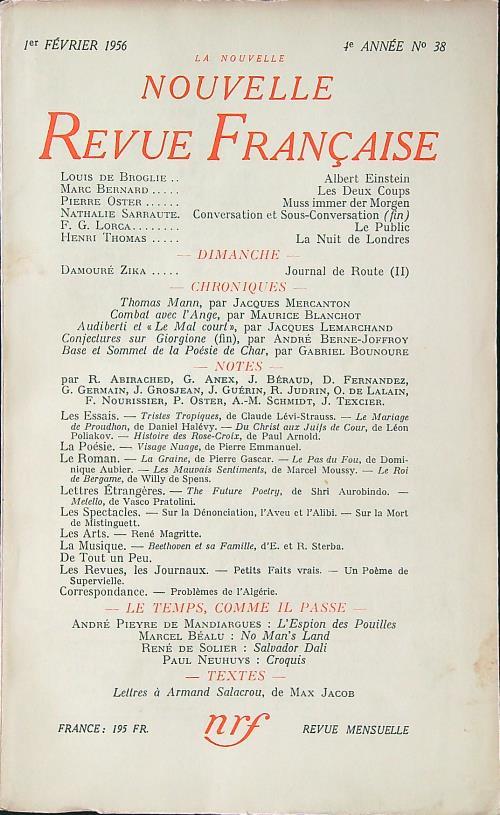 1er FÉVRIER 1956 4e ANNÉE No 38
LA NOUVELLE
NOUVELLE
REVUE FRANÇAISE
LOUIS DE BROGLIE .. Albert Einstein
MARC BERNARD ..... Les Deux Coups
PIERRE OSTER ...... Muss immer der Morgen
NATHALIE SARRAUTE. Conversation et Sous-Conversation (fin)
F. G. LORCA........ Le Public
HENRI THOMAS ..... La Nuit de Londres
— DIMANCHE —
DAMOURÉ ZIKA ..... Journal de Route (II)
— CHRONIQUES —
Thomas Mann, par JACQUES MERCANTON
Combat avec l'Ange, par MAURICE BLANCHOT
Audiberti et « Le Mal court », par JACQUES LEMARCHAND
Conjectures sur Giorgione (fin), par ANDRÉ BERNE-JOFFROY
Base et Sommet de la Poésie de Char, par GABRIEL BOUNOURE
— NOTES —
par R. ABIRACHED, G. ANEX, J. BÉRAUD, D. FERNANDEZ,
G. GERMAIN, J. GROSJEAN, J. GUÉRIN, R. JUDRIN, O. DE LALAIN,
F. NOURISSIER, P. OSTER, A.-M. SCHMIDT, J. TEXCIER.
Les Essais. — Tristes Tropiques, de Claude Lévi-Strauss. — Le Mariage
de Proudhon, de Daniel Halévy. — Du Christ aux Juifs de Cour, de Léon
Poliakov. — Histoire des Rose-Croix, de Paul Arnold.
La Poésie. — Visage Nuage, de Pierre Emmanuel.
Le Roman. — La Graine, de Pierre Gascar. — Le Pas du Fou, de Domi-
nique Aubier. — Les Mauvais Sentiments, de Marcel Moussy. — Le Roi
de Bergame, de Willy de Spens.
Lettres Étrangères. — The Future Poetry, de Shri Aurobindo. —
Metello, de Vasco Pratolini.
Les Spectacles. — Sur la Dénonciation, l'Aveu et l'Alibi. — Sur la Mort
de Mistinguett.
Les Arts. — René Magritte.
La Musique. — Beethoven et sa Famille, d'E. et R. Sterba.
De Tout un Peu.
Les Revues, les Journaux. — Petits Faits vrais. — Un Poème de
Supervielle.
Correspondance. — Problèmes de l'Algérie.
— LE TEMPS, COMME IL PASSE —
ANDRÉ PIEYRE DE MANDIARGUES : L'Espion des Pouilles
MARCEL BÉALU : No Man's Land
RENÉ DE SOLIER : Salvador Dali
PAUL NEUHUYS : Croquis
— TEXTES —
Lettres à Armand Salacrou, de MAX JACOB
FRANCE : 195 FR. nrf REVUE MENSUELLE